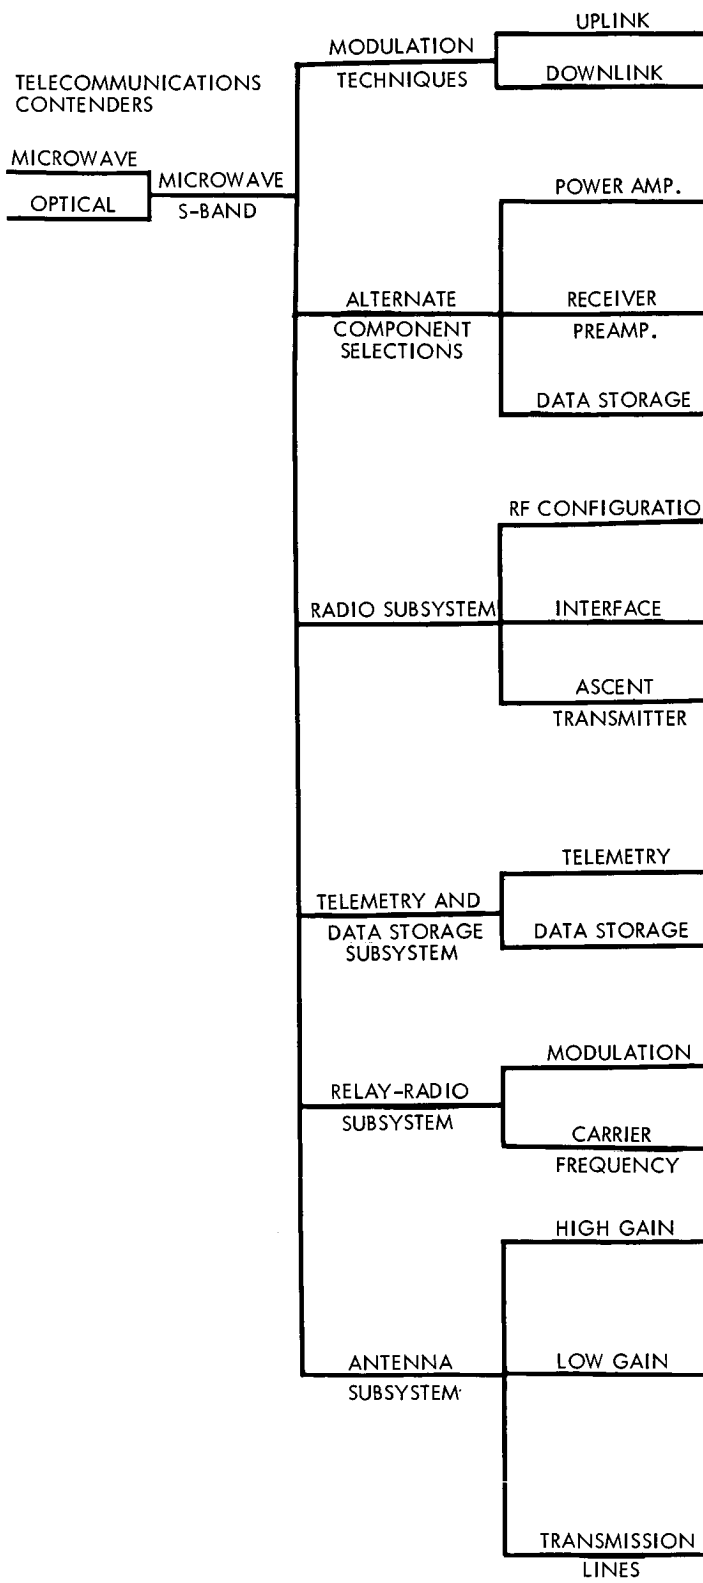 TELECOMMUNICATIONS
CONTENDERS
MICROWAVE
OPTICAL
MICROWAVE
S-BAND
MODULATION
TECHNIQUES
UPLINK
DOWNLINK
ALTERNATE
COMPONENT
SELECTIONS
POWER AMP.
RECEIVER
PREAMP.
DATA STORAGE
RADIO SUBSYSTEM
RF CONFIGURATIO
INTERFACE
ASCENT
TRANSMITTER
TELEMETRY AND
DATA STORAGE
SUBSYSTEM
TELEMETRY
DATA STORAGE
RELAY-RADIO
SUBSYSTEM
MODULATION
CARRIER
FREQUENCY
ANTENNA
SUBSYSTEM
HIGH GAIN
LOW GAIN
TRANSMISSION
LINES